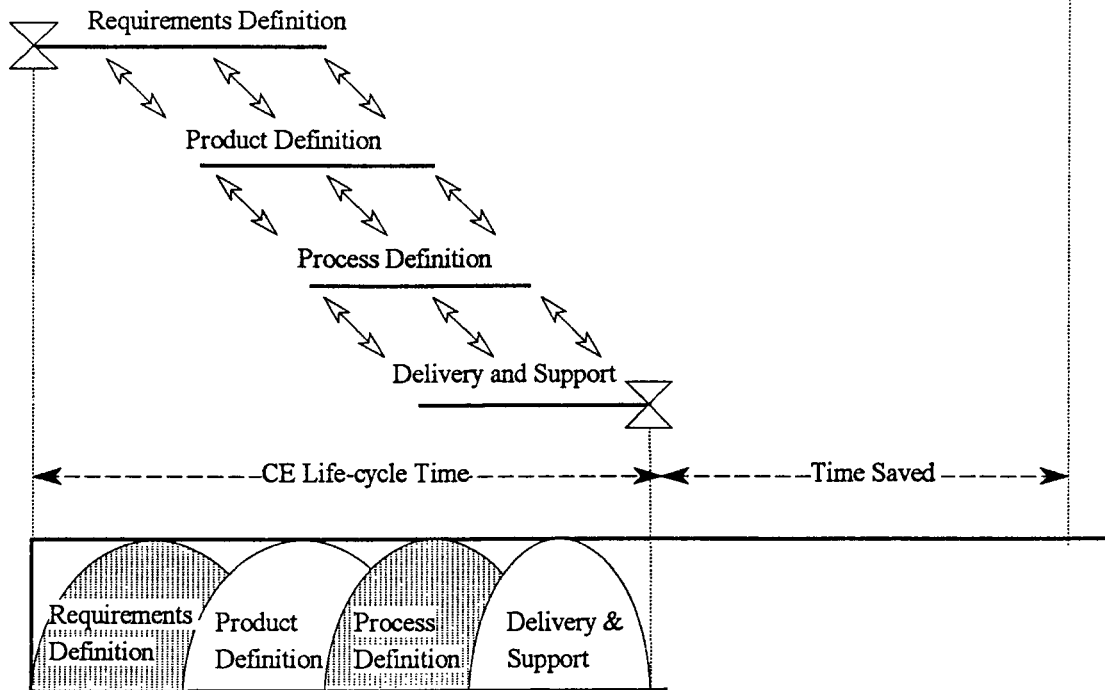 Requirements Definition
Product Definition
Process Definition
Delivery and Support
CE Life-cycle Time
Time Saved
Requirements
Definition
Product
Definition
Process
Definition
Delivery &
Support